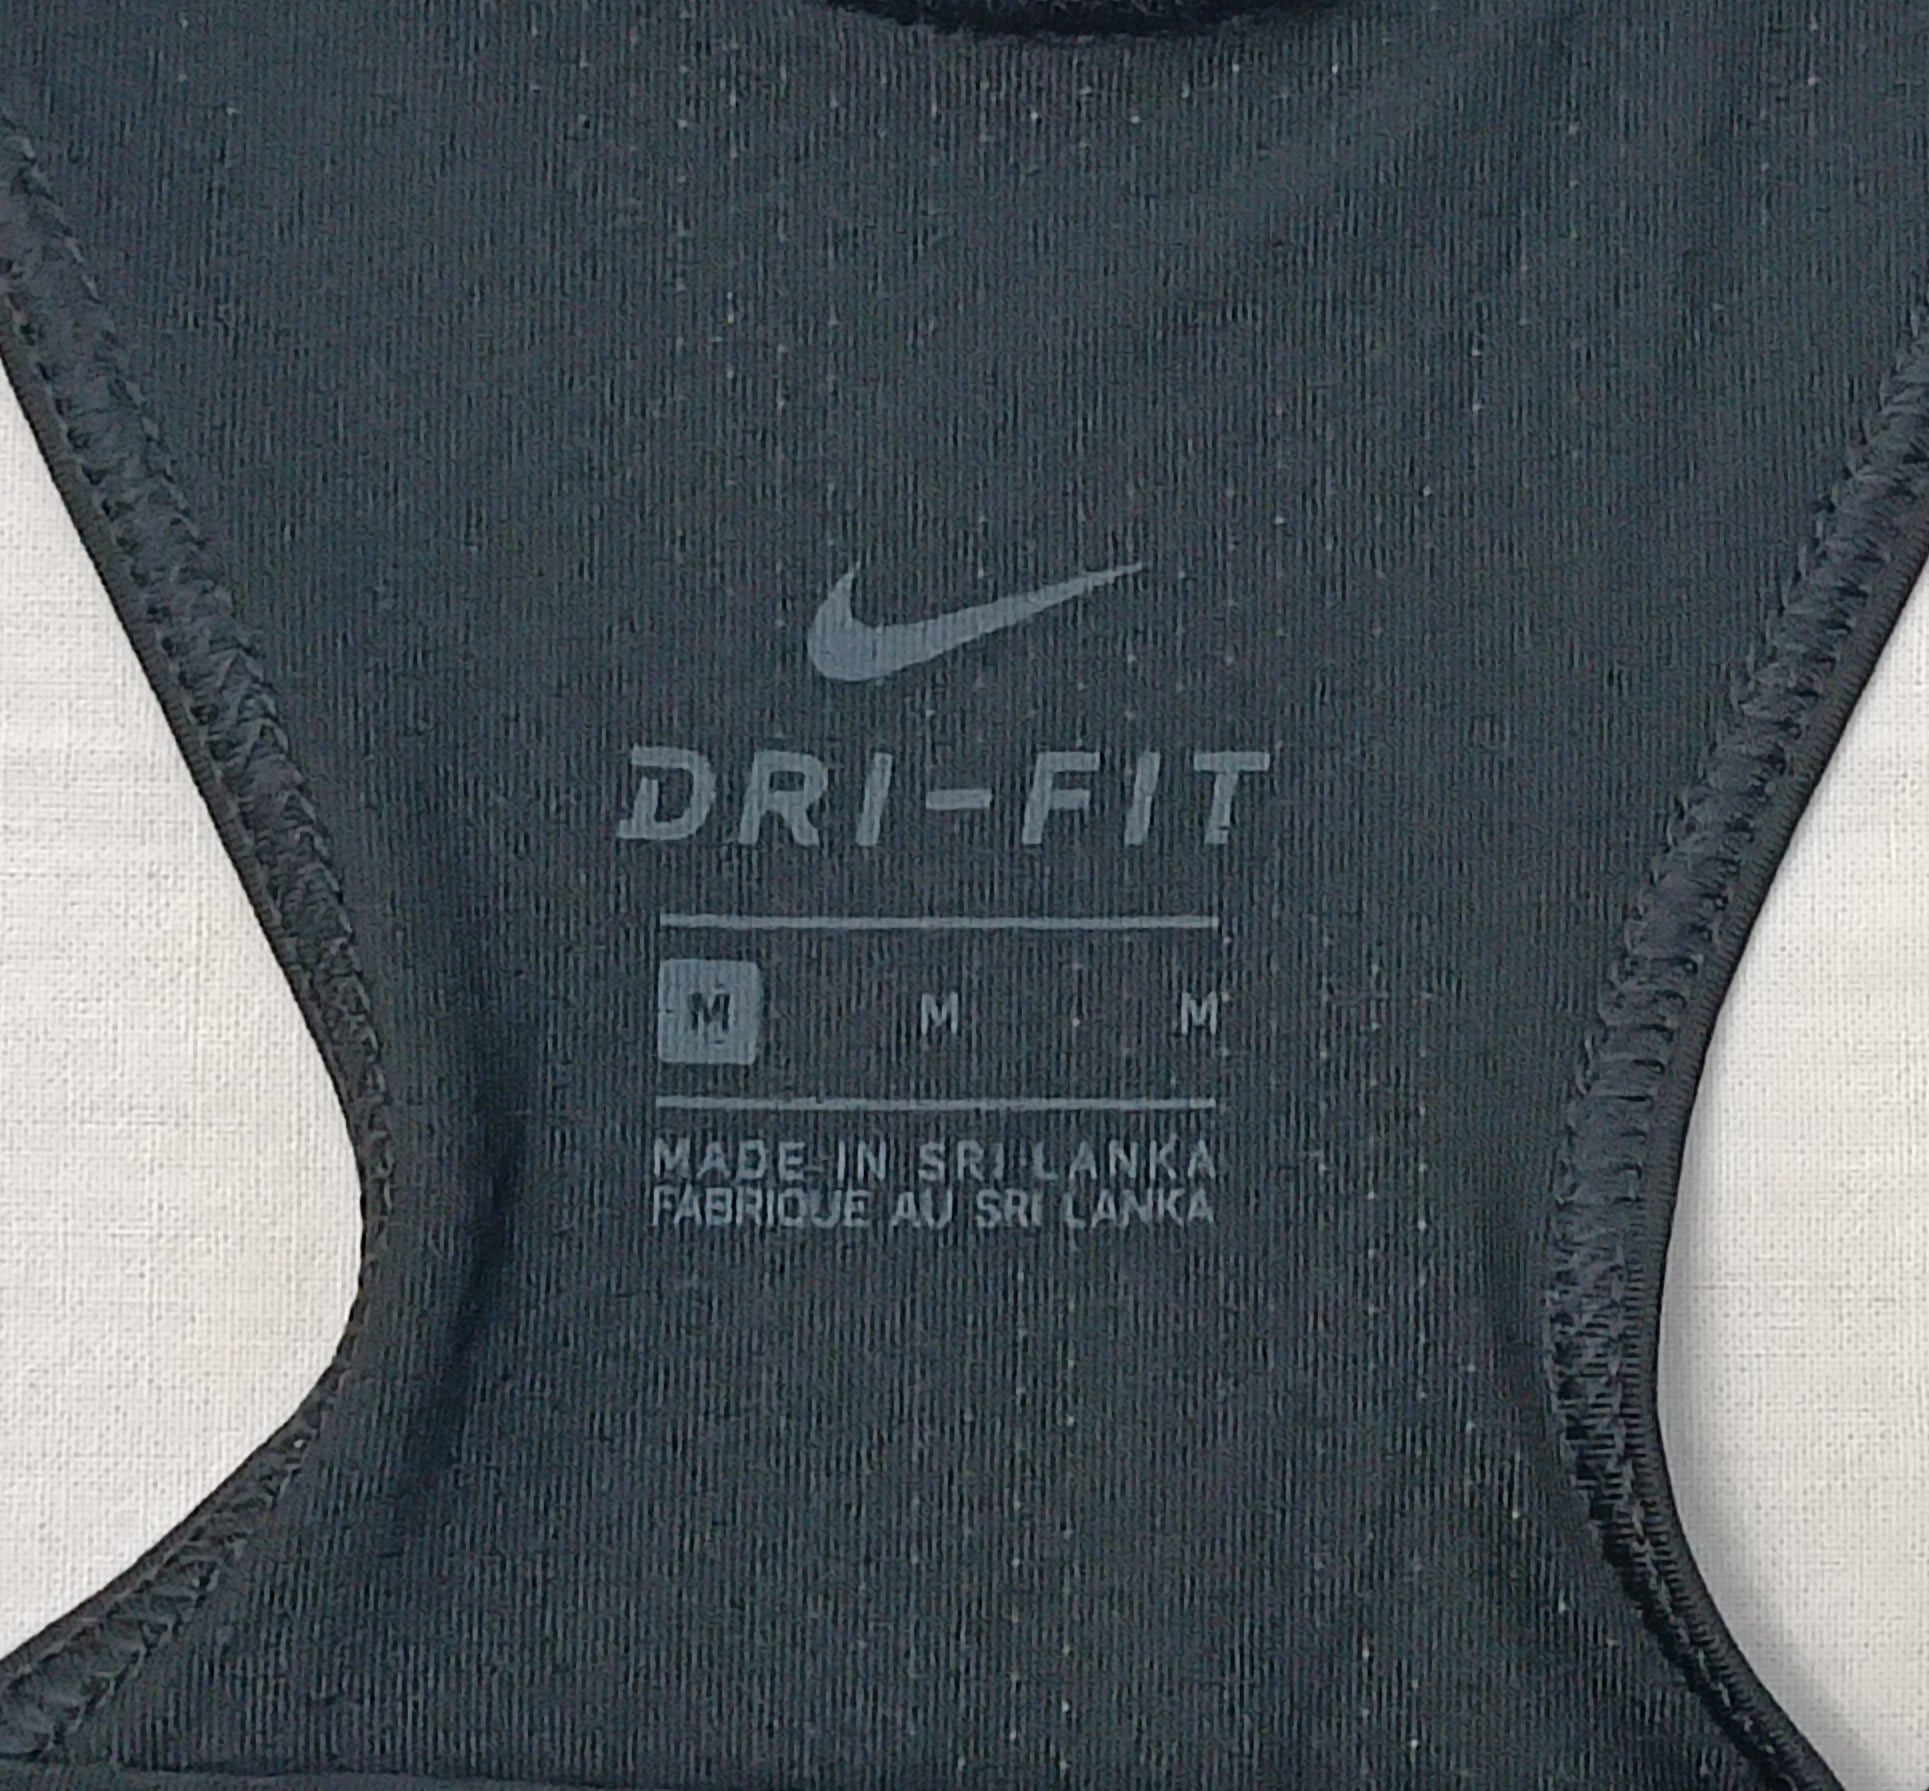 DRI-FIT
M M M
MADE IN SRI LANKA
FABRIQUE AU SRI LANKA